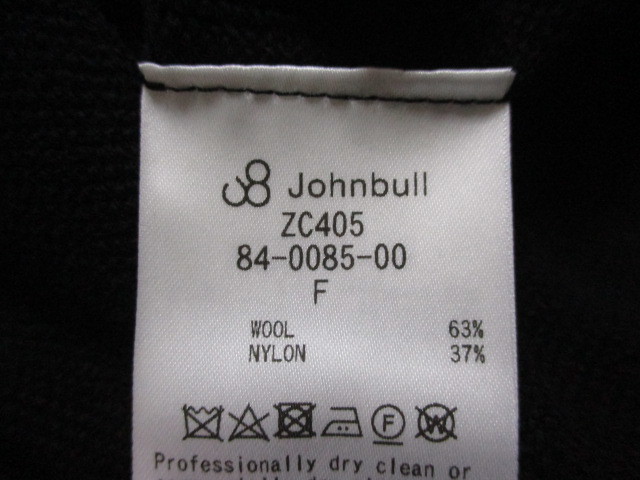 Johnbull
ZC405
84-0085-00
F
WOOL 63%
NYLON 37%
F W
Professionally dry clean or